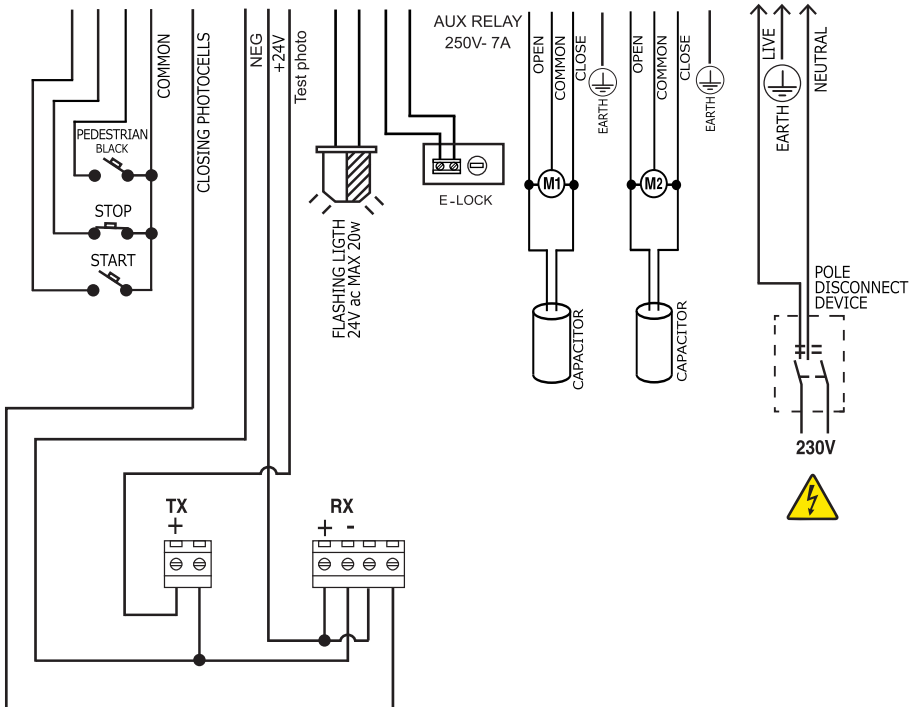 AUX RELAY
250V- 7A
COMMON
CLOSING PHOTOCELLS
NEG
+24V
Test photo
PEDESTRIAN
BLACK
STOP
START
FLASHING LIGTH
24V ac MAX 20w
E-LOCK
OPEN
COMMON
CLOSE
EARTH
M1
CAPACITOR
OPEN
COMMON
CLOSE
EARTH
M2
CAPACITOR
LIVE
EARTH
NEUTRAL
POLE
DISCONNECT
DEVICE
230V
TX
+
RX
+ -